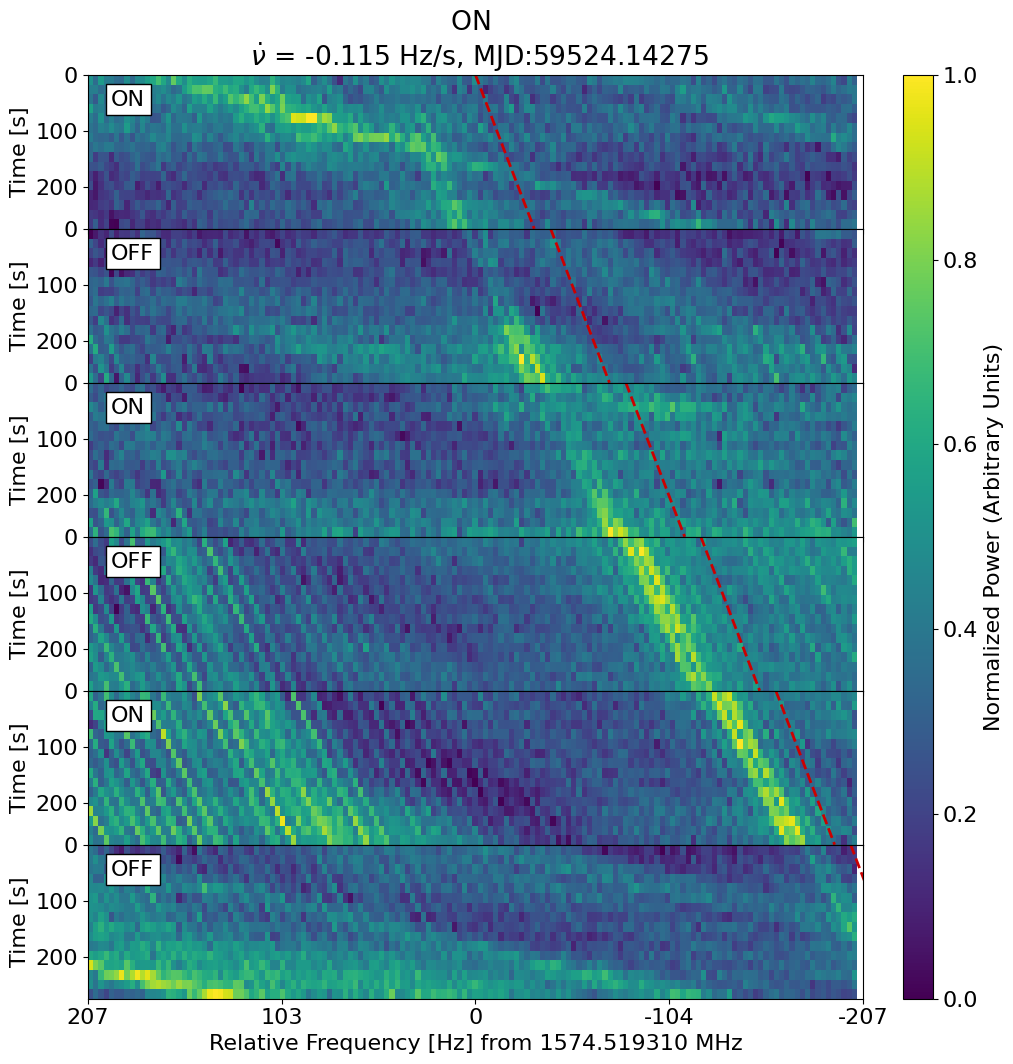 ON
ν̇ = -0.115 Hz/s, MJD:59524.14275
0
ON
100
Time [s]
200
0
OFF
100
Time [s]
200
0
ON
100
Time [s]
200
0
OFF
100
Time [s]
200
0
ON
100
Time [s]
200
0
OFF
100
Time [s]
200
207 103 0 -104 -207
Relative Frequency [Hz] from 1574.519310 MHz
1.0
0.8
0.6
0.4
0.2
0.0
Normalized Power (Arbitrary Units)